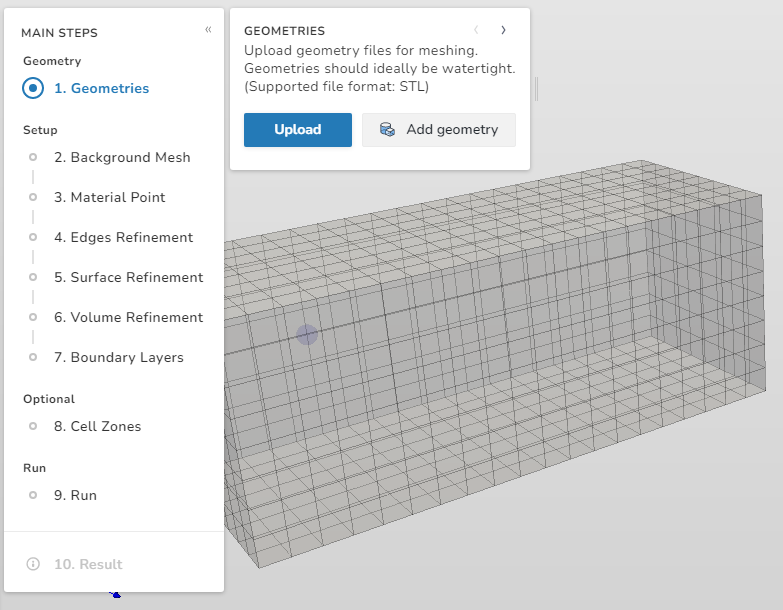 MAIN STEPS
«
Geometry
1. Geometries
Setup
2. Background Mesh
3. Material Point
4. Edges Refinement
5. Surface Refinement
6. Volume Refinement
7. Boundary Layers
Optional
8. Cell Zones
Run
9. Run
10. Result
GEOMETRIES
Upload geometry files for meshing.
Geometries should ideally be watertight.
(Supported file format: STL)
Upload
Add geometry